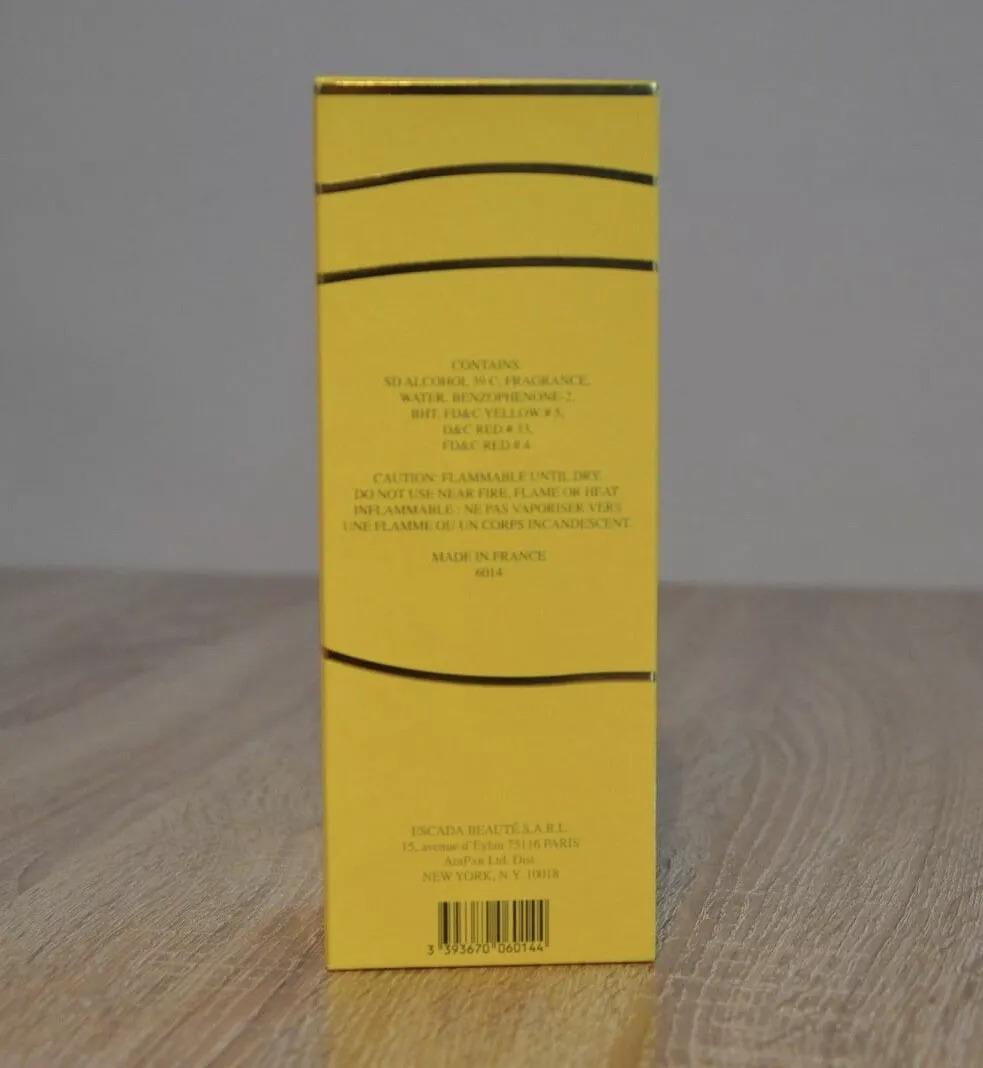 CONTAINS:
SD ALCOHOL 39 C, FRAGRANCE,
WATER, BENZOPHENONE-2,
BHT, FD&C YELLOW # 5,
D&C RED # 33,
FD&C RED # 4
CAUTION: FLAMMABLE UNTIL DRY.
DO NOT USE NEAR FIRE, FLAME OR HEAT
INFLAMMABLE : NE PAS VAPORISER VERS
UNE FLAMME OU UN CORPS INCANDESCENT.
MADE IN FRANCE
6014
ESCADA BEAUTÉ S.A.R.L.
15, avenue d'Eylau 75116 PARIS
Ltd. Dist.
NEW YORK, N.Y. 10018
3 393670 060144